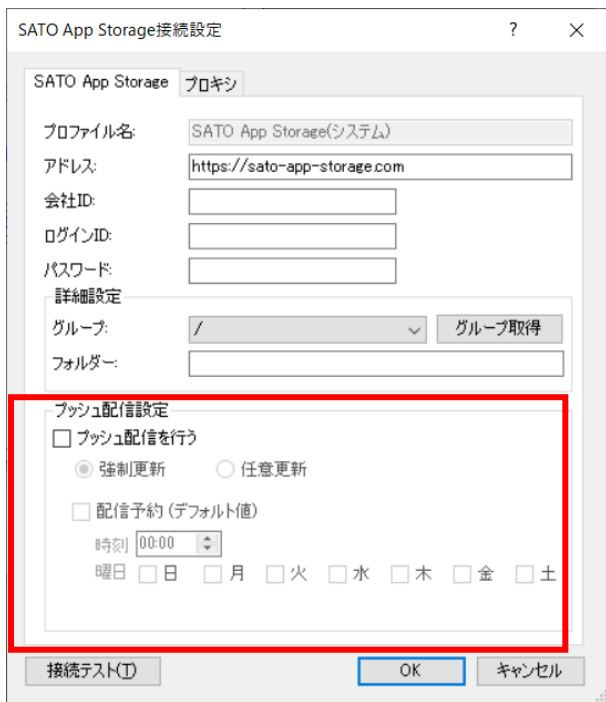 SATO App Storage接続設定 ?
SATO App Storage プロキシ
プロファイル名: SATO App Storage(システム)
アドレス: https://sato-app-storage.com
会社ID:
ログインID:
パスワード:
詳細設定
グループ: / グループ取得
フォルダー:
プッシュ配信設定
プッシュ配信を行う
強制更新 任意更新
配信予約(デフォルト値)
時刻 00:00
曜日 日 月 火 水 木 金 土
接続テスト(T) OK キャンセル